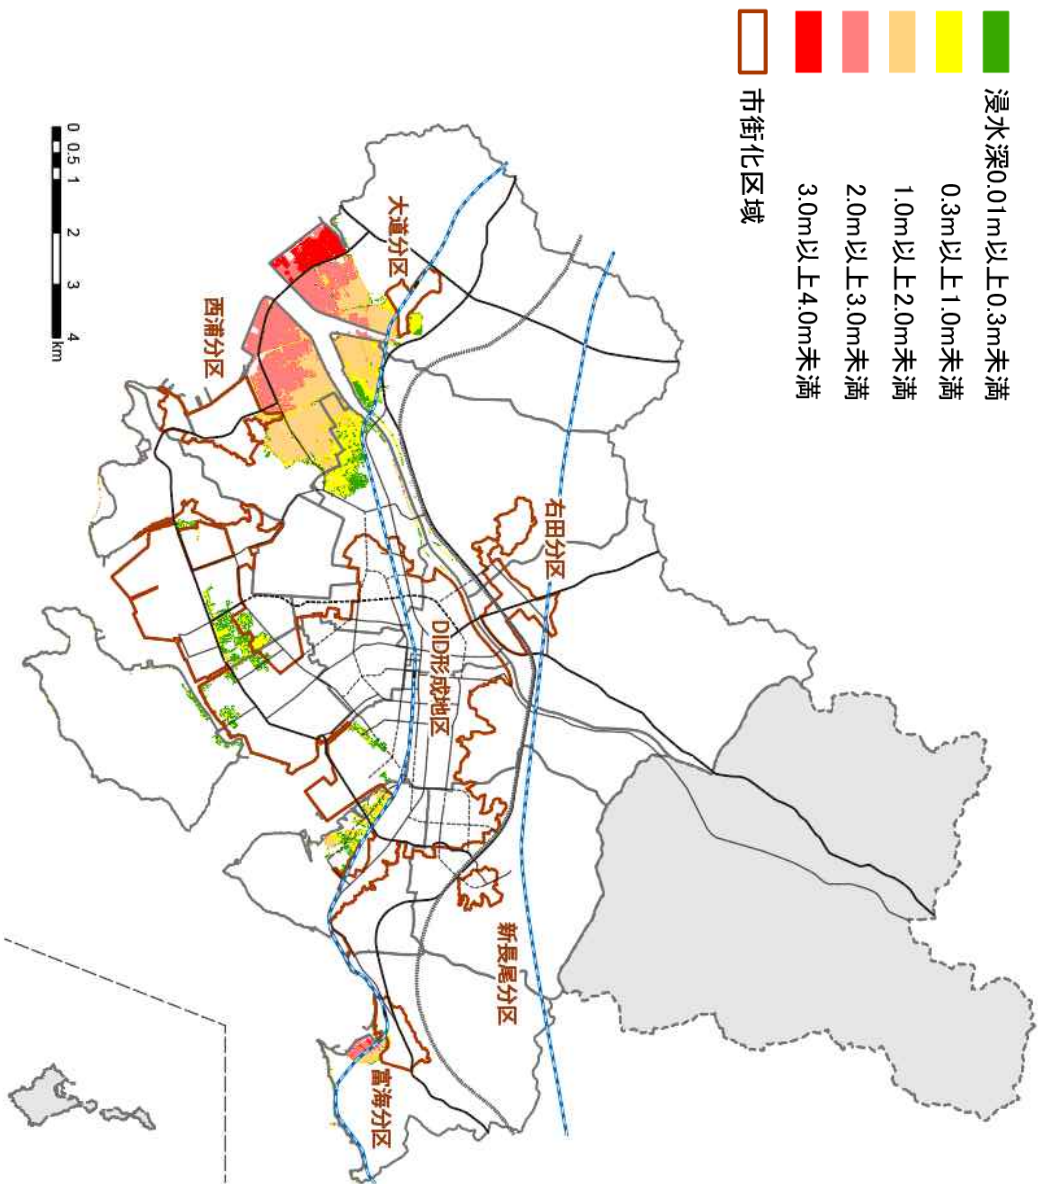 浸水深0.01m以上0.3m未満
0.3m以上1.0m未満
1.0m以上2.0m未満
2.0m以上3.0m未満
3.0m以上4.0m未満
市街化区域
大道分区
西浦分区
右田分区
DID形成地区
新長尾分区
富海分区
0 0.5 1 2 3 4
km